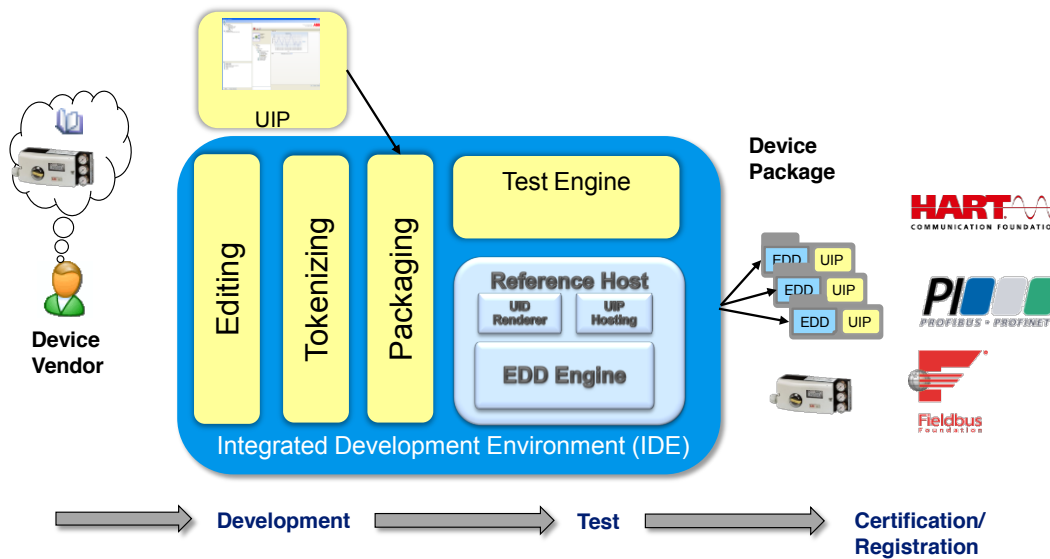 UIP
Device
Package
Test Engine
Editing
Tokenizing
Packaging
Reference Host
UID
Renderer
UIP
Hosting
EDD Engine
Integrated Development Environment (IDE)
Device
Vendor
EDD UIP
EDD UIP
EDD UIP
HART
COMMUNICATION FOUNDATION
PI
PROFIBUS • PROFINET
F
®
Fieldbus
Foundation
Development
Test
Certification/
Registration